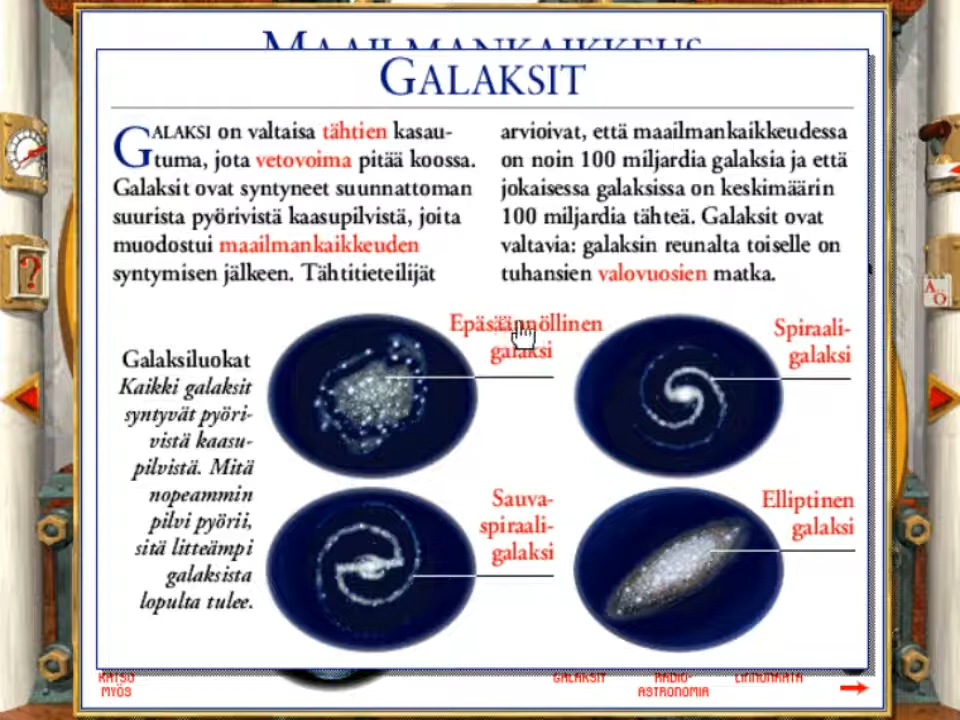 MAAILMANKAIKKEUS
GALAKSIT
GALAKSI on valtaisa tähtien kasau-
tuma, jota vetovoima pitää koossa.
Galaksit ovat syntyneet suunnattoman
suurista pyörivistä kaasupilvistä, joita
muodostui maailmankaikkeuden
syntymisen jälkeen. Tähtitieteilijät
arvioivat, että maailmankaikkeudessa
on noin 100 miljardia galaksia ja että
jokaisessa galaksissa on keskimäärin
100 miljardia tähteä. Galaksit ovat
valtavia: galaksin reunalta toiselle on
tuhansien valovuosien matka.
Galaksiluokat
Kaikki galaksit
syntyvät pyöri-
vistä kaasu-
pilvistä. Mitä
nopeammin
pilvi pyörii,
sitä litteämpi
galaksista
lopulta tulee.
Epäsäännöllinen
galaksi
Spiraali-
galaksi
Sauva-
spiraali-
galaksi
Elliptinen
galaksi
KATSO
MYÖS
GALAKSIT
RADIO-
ASTRONOMIA
LINNUNRATA
?
A
Ö